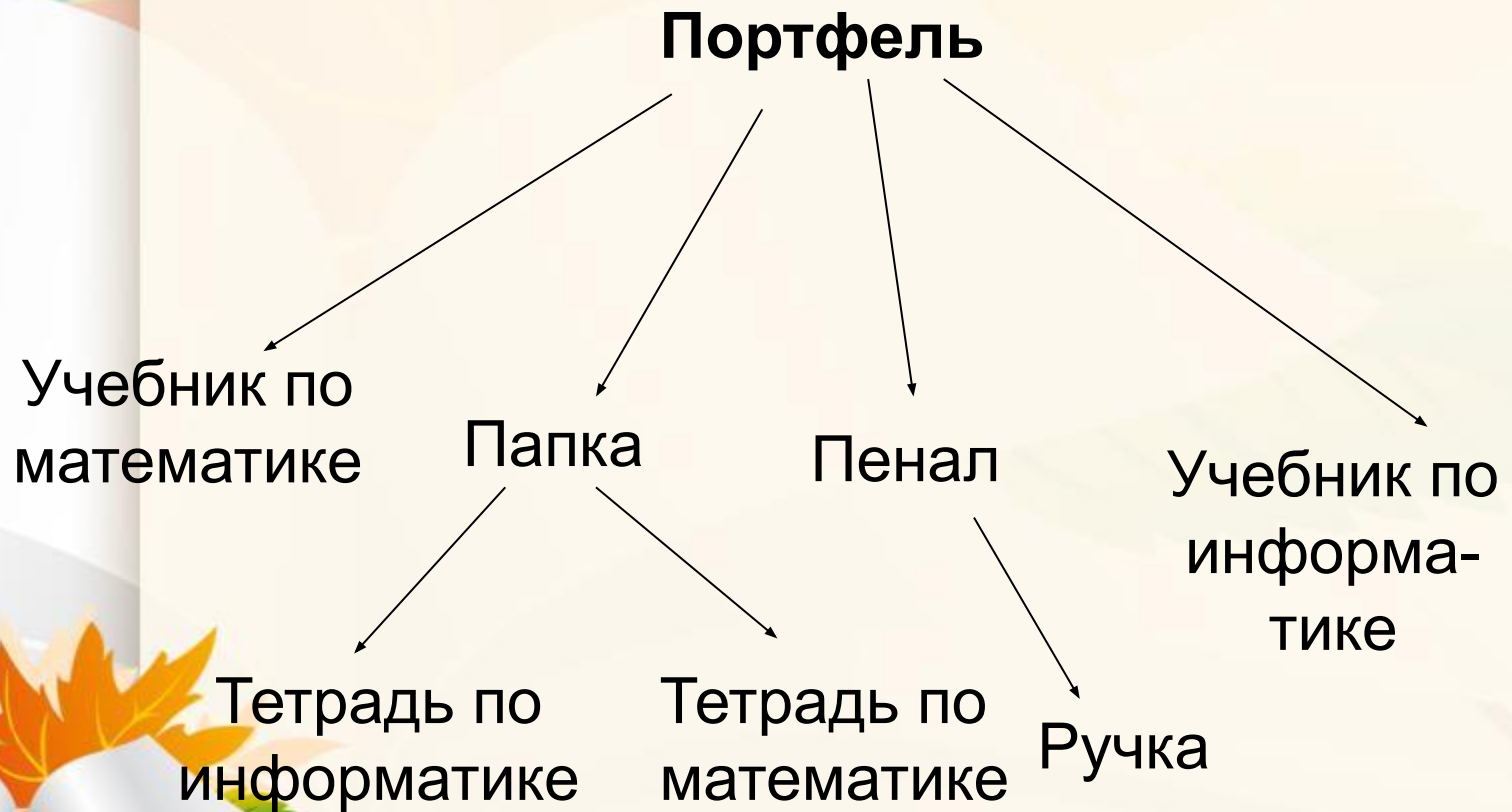 Портфель
Учебник по
математике
Папка
Пенал
Учебник по
информа-
тике
Тетрадь по
информатике
Тетрадь по
математике
Ручка